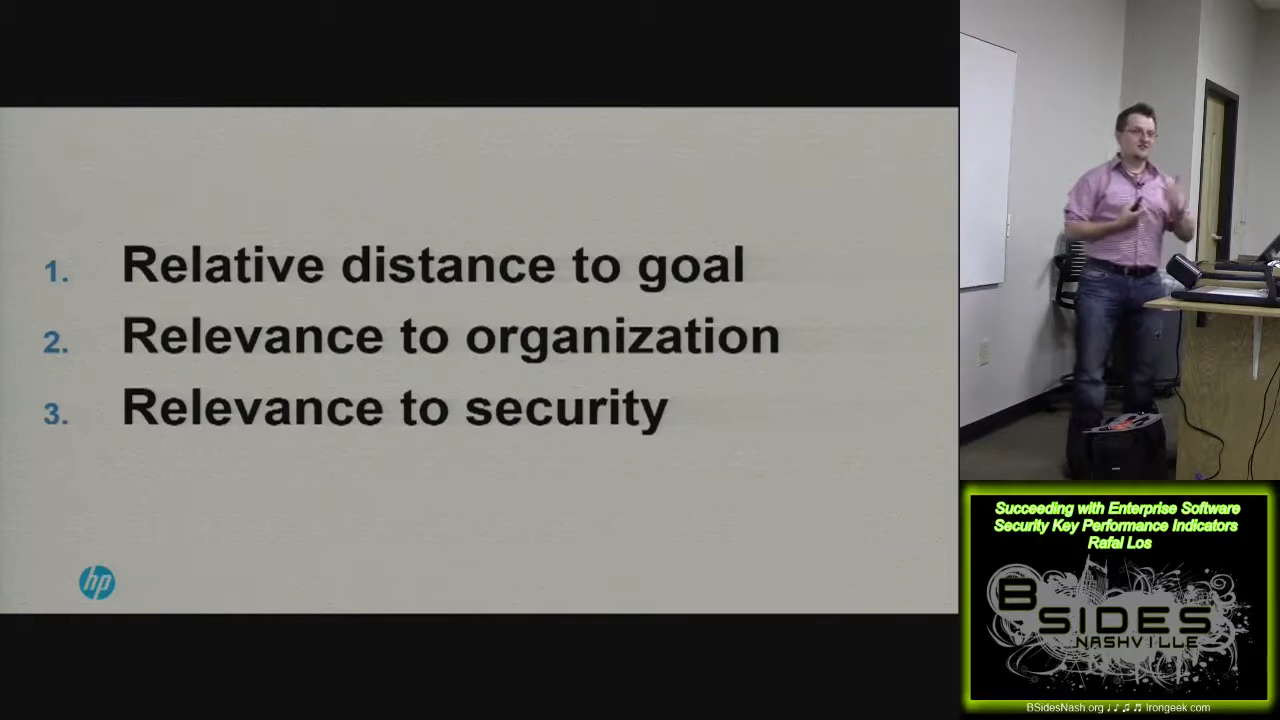 1. Relative distance to goal
2. Relevance to organization
3. Relevance to security
hp
Succeeding with Enterprise Software
Security Key Performance Indicators
Rafal Los
BSIDES
NASHVILLE
BSidesNash.org ♩♪♫♬ Irongeek.com